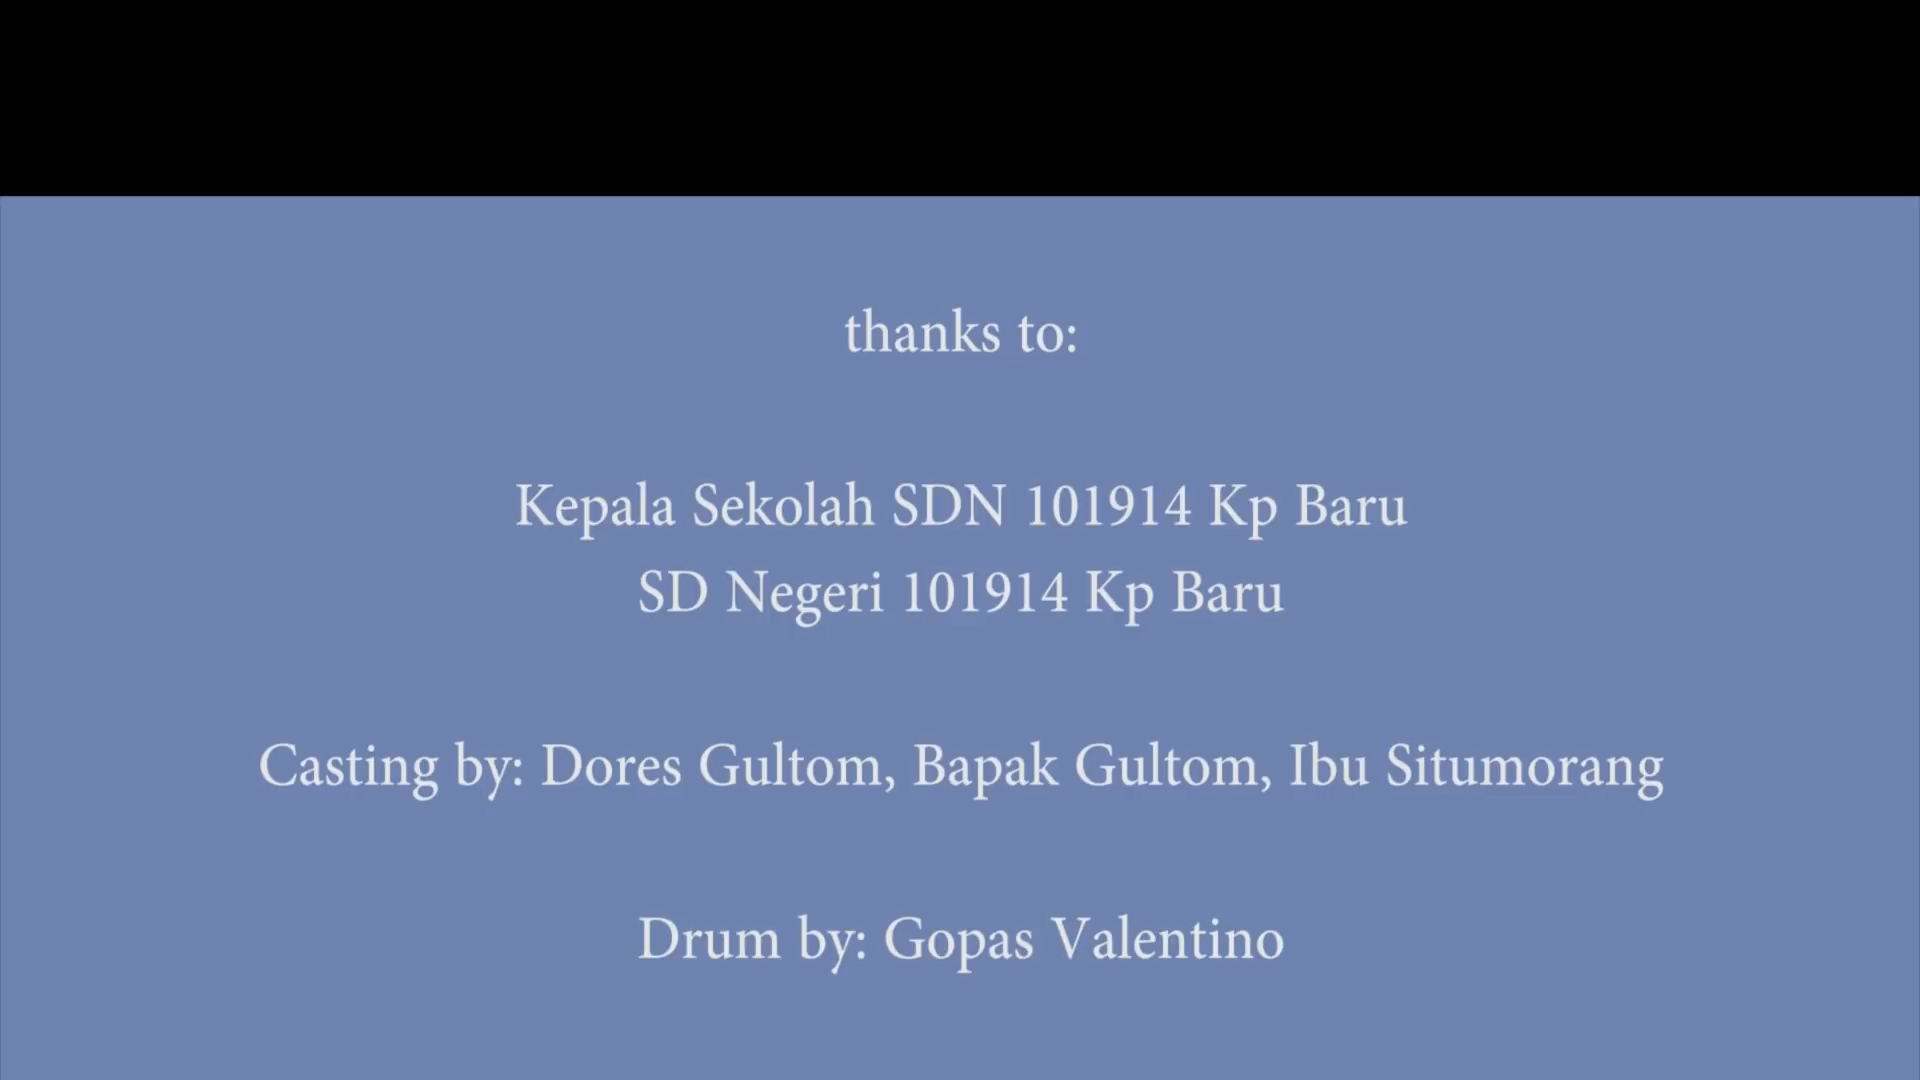 thanks to:
Kepala Sekolah SDN 101914 Kp Baru
SD Negeri 101914 Kp Baru
Casting by: Dores Gultom, Bapak Gultom, Ibu Situmorang
Drum by: Gopas Valentino